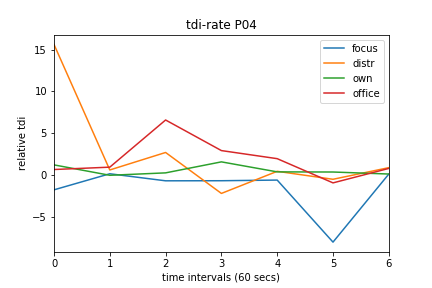 tdi-rate P04
focus
distr
own
office
relative tdi
15
10
5
0
−5
0 1 2 3 4 5 6
time intervals (60 secs)